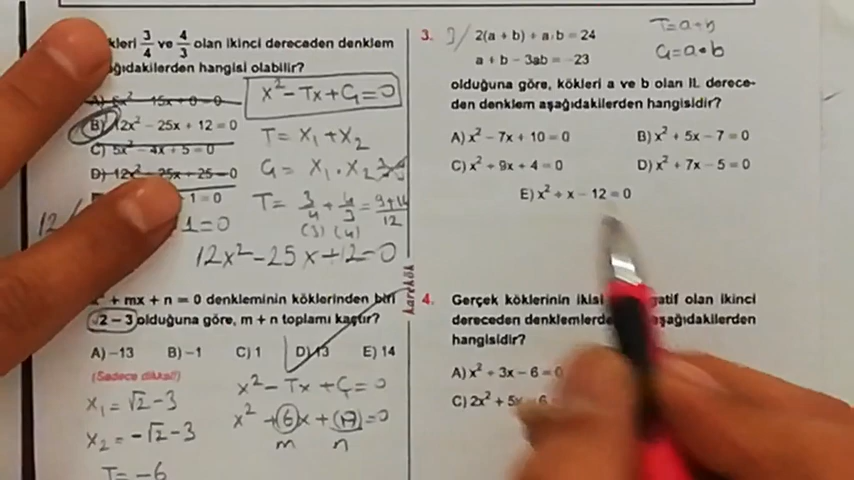 kleri 3/4 ve 4/3 olan ikinci dereceden denklem
ağıdakilerden hangisi olabilir?
x² - Tx + Ç = 0
B) 12x² - 25x + 12 = 0
C) 5x² - 4x + 5 = 0
D) 12x² - 25x + 25 = 0
1 = 0
T = x₁ + x₂
Ç = x₁ . x₂
T = 3/4 + 4/3 = 9+16/12
(3) (4)
12x² - 25x + 12 = 0
+ mx + n = 0 denkleminin köklerinden biri
√2 - 3 olduğuna göre, m + n toplamı kaçtır?
A) -13 B) -1 C) 1 D) 13 E) 14
(Sadece dikkat!)
x₁ = √2 - 3
x₂ = -√2 - 3
T = -6
x² - Tx + Ç = 0
x² + 6x + (7) = 0
m n
karekök
3. 3/ 2(a + b) + a.b = 24
a + b - 3ab = -23
T = a + b
Ç = a • b
olduğuna göre, kökleri a ve b olan II. derece-
den denklem aşağıdakilerden hangisidir?
A) x² - 7x + 10 = 0 B) x² + 5x - 7 = 0
C) x² + 9x + 4 = 0 D) x² + 7x - 5 = 0
E) x² + x - 12 = 0
4. Gerçek köklerinin ikisi gatif olan ikinci
dereceden denklemlerde aşağıdakilerden
hangisidir?
A) x² + 3x - 6 = 0
C) 2x² + 5x